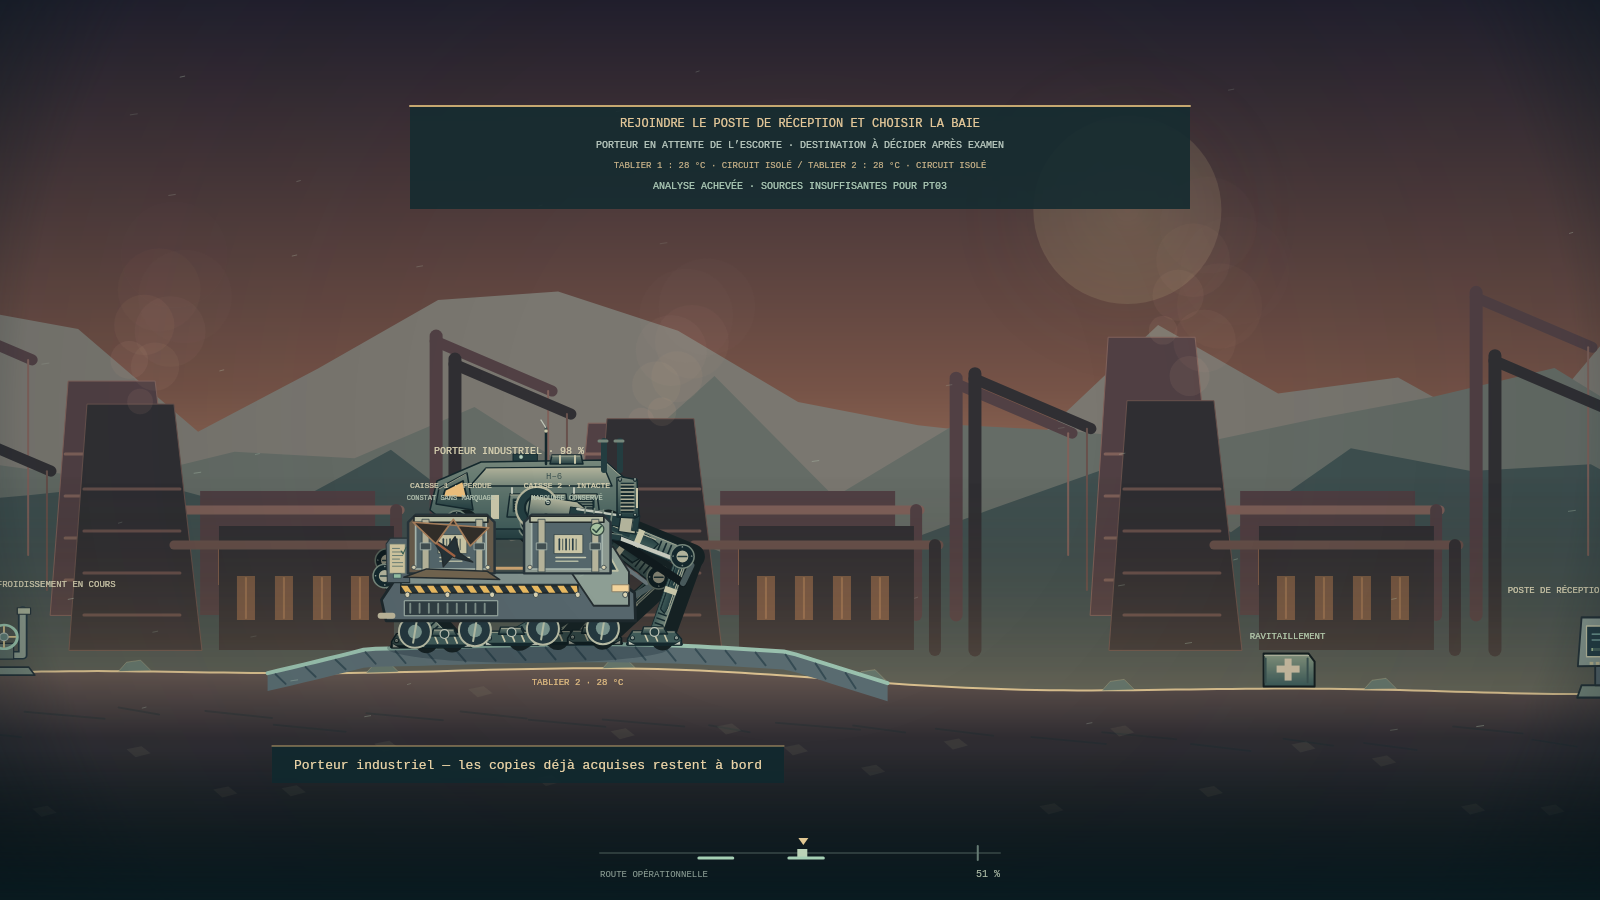 REJOINDRE LE POSTE DE RÉCEPTION ET CHOISIR LA BAIE
PORTEUR EN ATTENTE DE L’ESCORTE · DESTINATION À DÉCIDER APRÈS EXAMEN
TABLIER 1 : 28 °C · CIRCUIT ISOLÉ / TABLIER 2 : 28 °C · CIRCUIT ISOLÉ
ANALYSE ACHEVÉE · SOURCES INSUFFISANTES POUR PT03
PORTEUR INDUSTRIEL · 98 %
H-6
CAISSE 1 · PERDUE
CAISSE 2 · INTACTE
CONSTAT SANS MARQUAGE
MARQUAGE CONSERVÉ
FROIDISSEMENT EN COURS
POSTE DE RÉCEPTIO
RAVITAILLEMENT
TABLIER 2 · 28 °C
Porteur industriel — les copies déjà acquises restent à bord
ROUTE OPÉRATIONNELLE
51 %